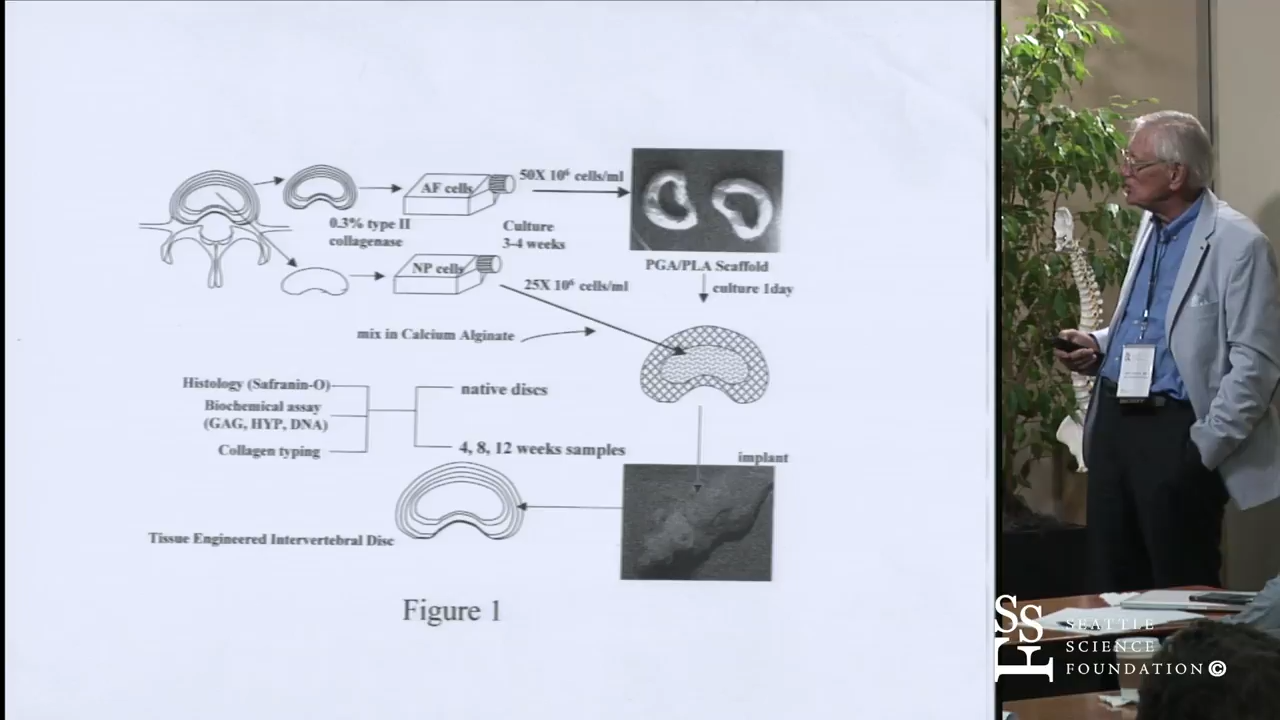 AF cells
50X 10⁶ cells/ml
0.3% type II
collagenase
Culture
3-4 weeks
NP cells
25X 10⁶ cells/ml
PGA/PLA Scaffold
culture 1day
mix in Calcium Alginate
Histology (Safranin-O)
Biochemical assay
(GAG, HYP, DNA)
Collagen typing
native discs
4, 8, 12 weeks samples
implant
Tissue Engineered Intervertebral Disc
Figure 1
SSF
SEATTLE
SCIENCE
FOUNDATION©